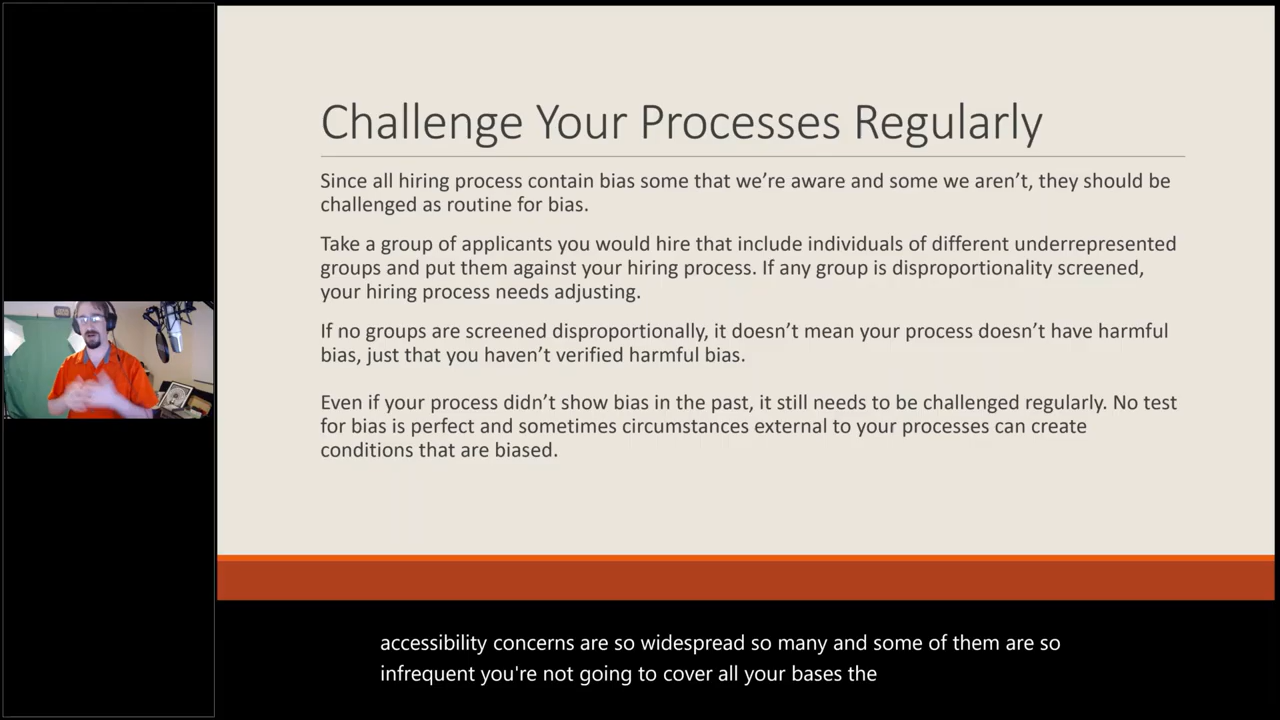 Challenge Your Processes Regularly
Since all hiring process contain bias some that we’re aware and some we aren’t, they should be
challenged as routine for bias.
Take a group of applicants you would hire that include individuals of different underrepresented
groups and put them against your hiring process. If any group is disproportionality screened,
your hiring process needs adjusting.
If no groups are screened disproportionally, it doesn’t mean your process doesn’t have harmful
bias, just that you haven’t verified harmful bias.
Even if your process didn’t show bias in the past, it still needs to be challenged regularly. No test
for bias is perfect and sometimes circumstances external to your processes can create
conditions that are biased.
accessibility concerns are so widespread so many and some of them are so
infrequent you're not going to cover all your bases the